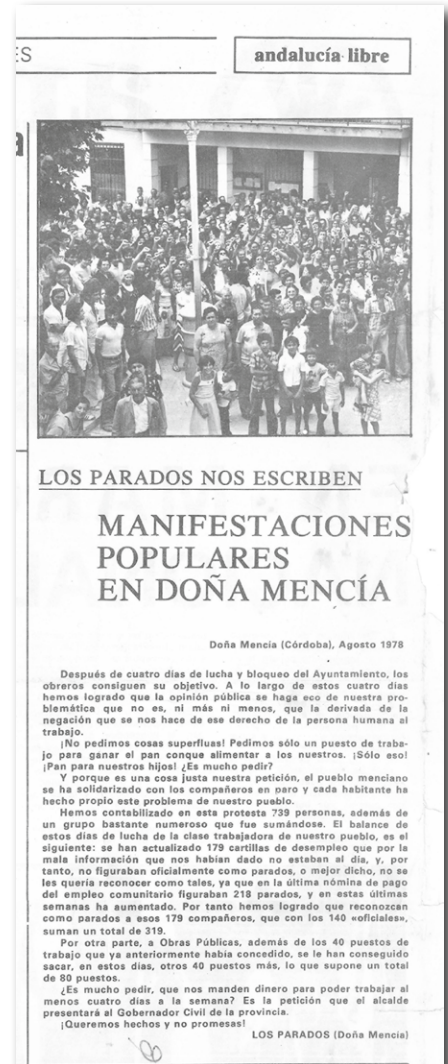 ES
andalucía libre
a
LOS PARADOS NOS ESCRIBEN
MANIFESTACIONES
POPULARES
EN DOÑA MENCÍA
Doña Mencía (Córdoba), Agosto 1978
Después de cuatro días de lucha y bloqueo del Ayuntamiento, los
obreros consiguen su objetivo. A lo largo de estos cuatro días
hemos logrado que la opinión pública se haga eco de nuestra pro-
blemática que no es, ni más ni menos, que la derivada de la
negación que se nos hace de ese derecho de la persona humana al
trabajo.
¡No pedimos cosas superfluas! Pedimos sólo un puesto de traba-
jo para ganar el pan conque alimentar a los nuestros. ¡Sólo eso!
¡Pan para nuestros hijos! ¿Es mucho pedir?
Y porque es una cosa justa nuestra petición, el pueblo menciano
se ha solidarizado con los compañeros en paro y cada habitante ha
hecho propio este problema de nuestro pueblo.
Hemos contabilizado en esta protesta 739 personas, además de
un grupo bastante numeroso que fue sumándose. El balance de
estos días de lucha de la clase trabajadora de nuestro pueblo, es el
siguiente: se han actualizado 179 cartillas de desempleo que por la
mala información que nos habían dado no estaban al día, y, por
tanto, no figuraban oficialmente como parados, o mejor dicho, no se
les quería reconocer como tales, ya que en la última nómina de pago
del empleo comunitario figuraban 218 parados, y en estas últimas
semanas ha aumentado. Por tanto hemos logrado que reconozcan
como parados a esos 179 compañeros, que con los 140 «oficiales»,
suman un total de 319.
Por otra parte, a Obras Públicas, además de los 40 puestos de
trabajo que ya anteriormente había concedido, se le han conseguido
sacar, en estos días, otros 40 puestos más, lo que supone un total
de 80 puestos.
¿Es mucho pedir, que nos manden dinero para poder trabajar al
menos cuatro días a la semana? Es la petición que el alcalde
presentará al Gobernador Civil de la provincia.
¡Queremos hechos y no promesas!
LOS PARADOS (Doña Mencía)